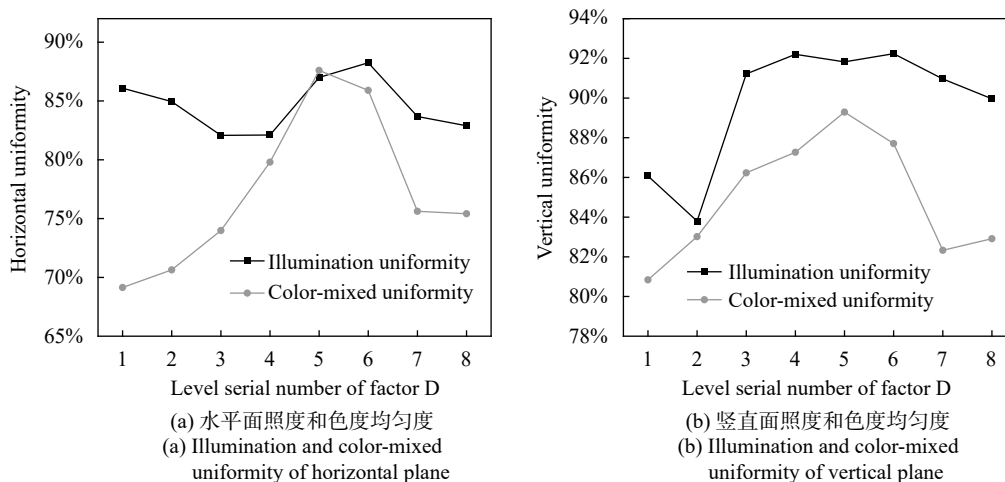 90%
85%
80%
75%
70%
65%
Horizontal uniformity
Illumination uniformity
Color-mixed uniformity
1 2 3 4 5 6 7 8
Level serial number of factor D
(a) 水平面照度和色度均匀度
(a) Illumination and color-mixed
uniformity of horizontal plane
94%
92%
90%
88%
86%
84%
82%
80%
78%
Vertical uniformity
Illumination uniformity
Color-mixed uniformity
1 2 3 4 5 6 7 8
Level serial number of factor D
(b) 竖直面照度和色度均匀度
(b) Illumination and color-mixed
uniformity of vertical plane